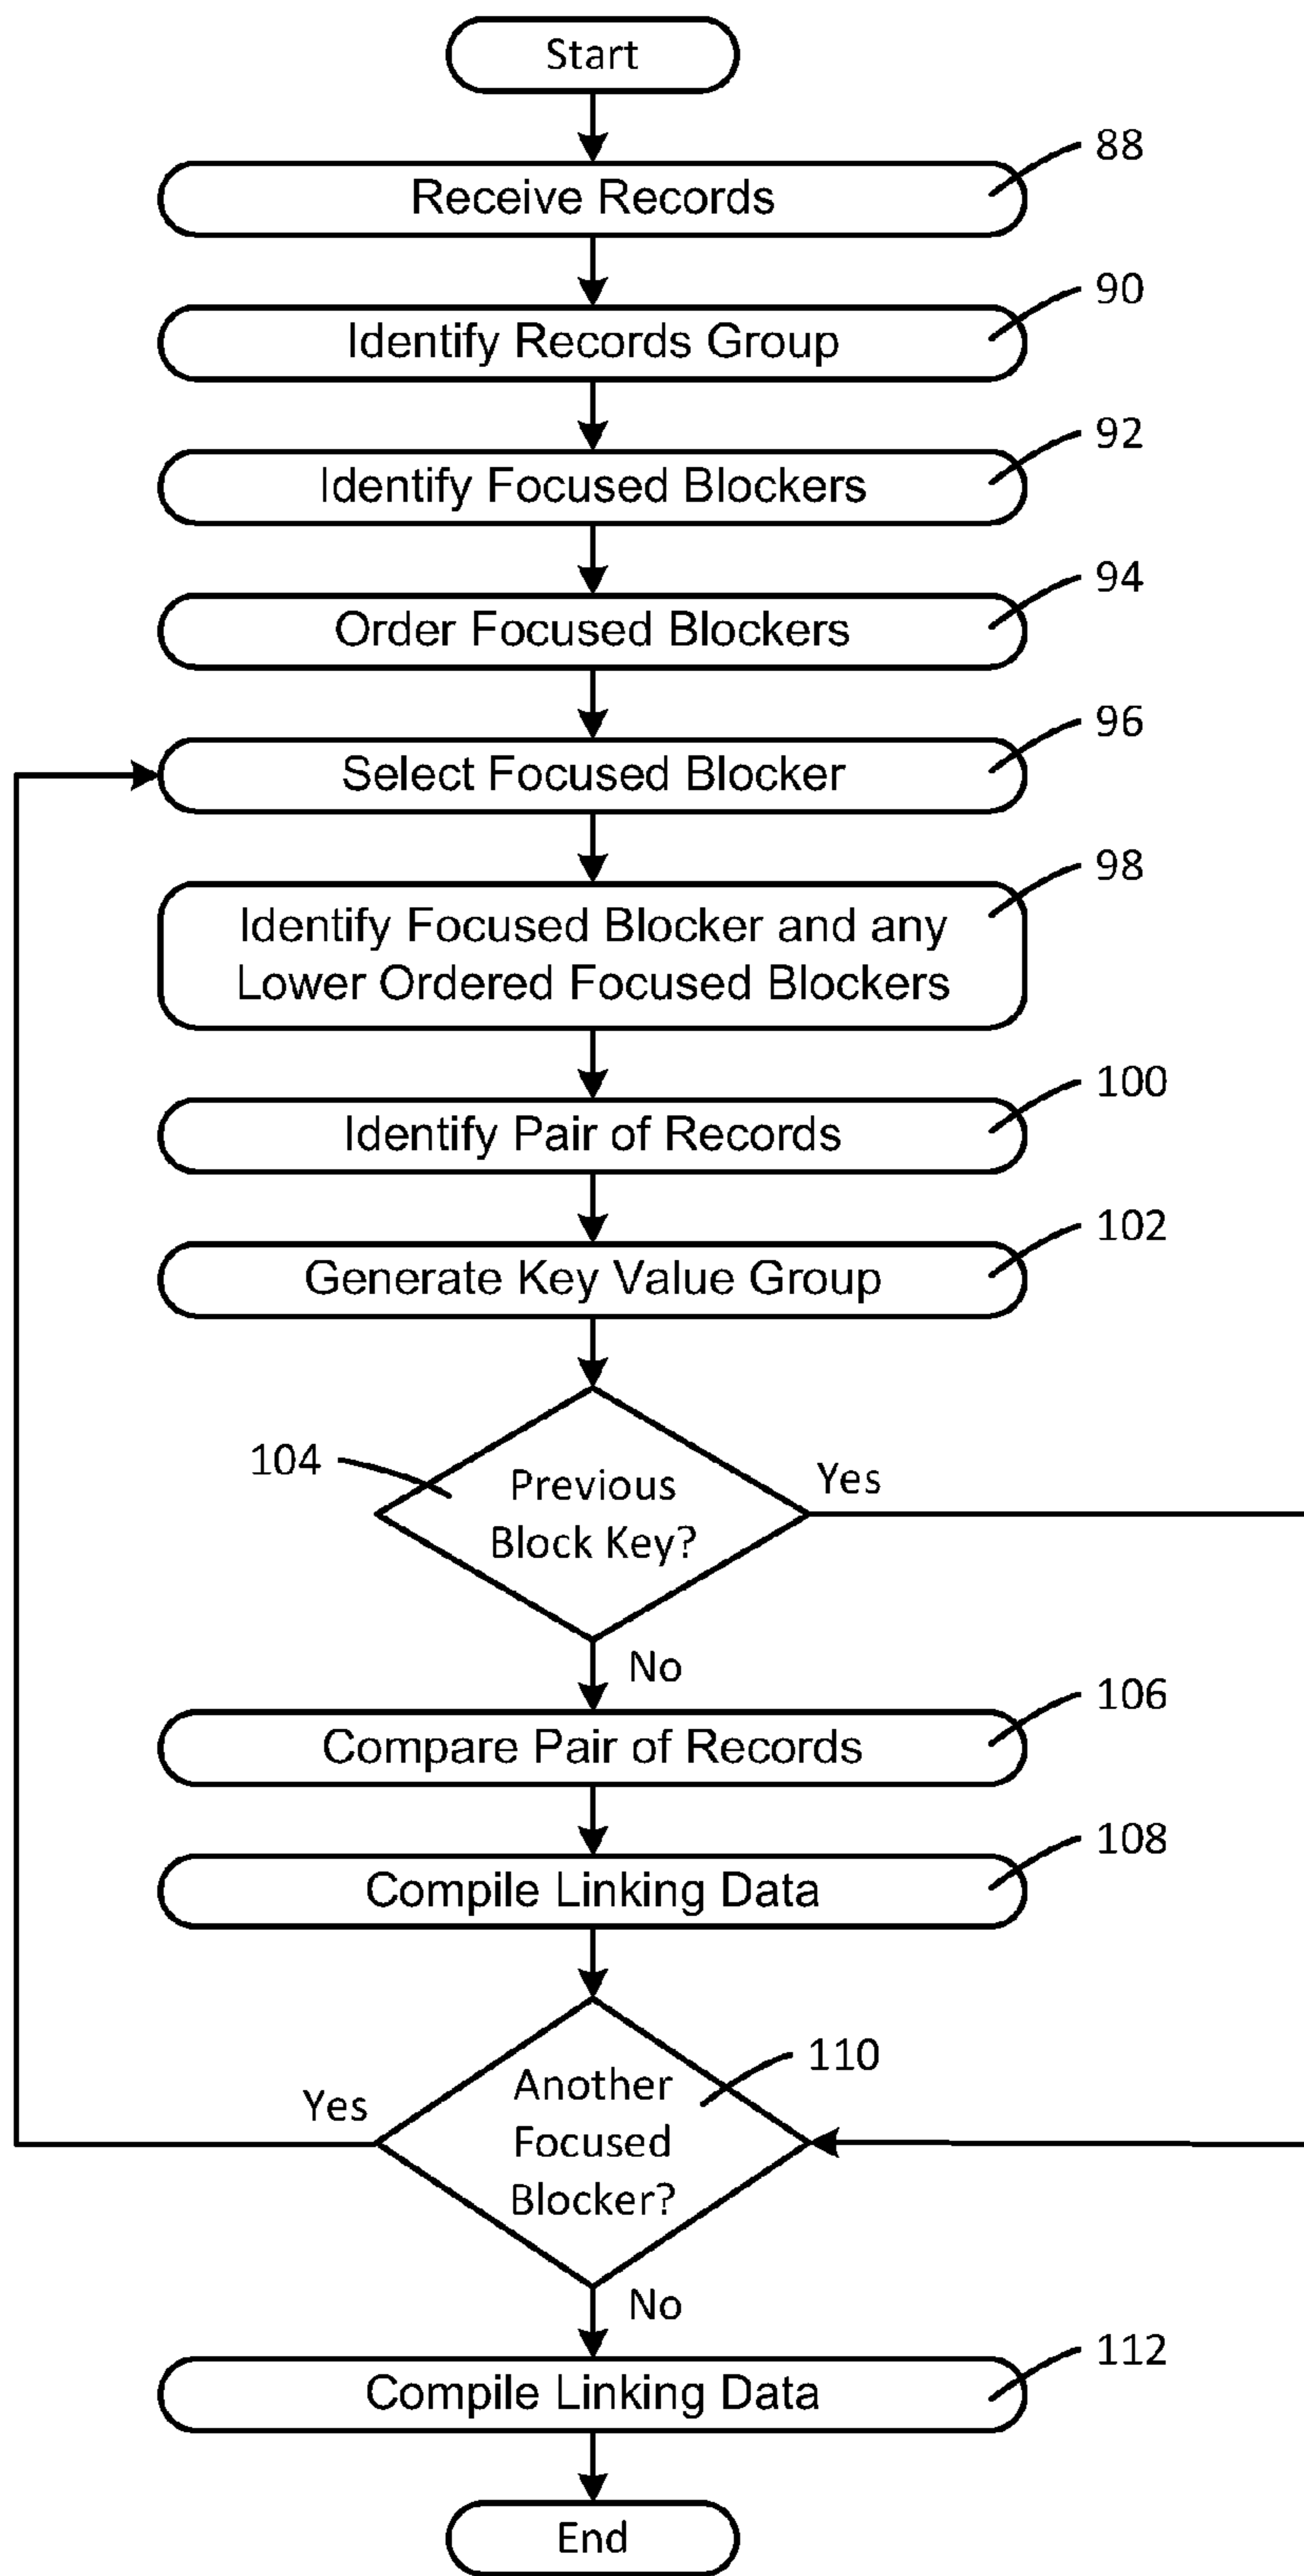 Start
88
Receive Records
90
Identify Records Group
92
Identify Focused Blockers
94
Order Focused Blockers
96
Select Focused Blocker
98
Identify Focused Blocker and any
Lower Ordered Focused Blockers
100
Identify Pair of Records
102
Generate Key Value Group
104
Previous
Block Key?
Yes
No
106
Compare Pair of Records
108
Compile Linking Data
110
Another
Focused
Blocker?
Yes
No
112
Compile Linking Data
End